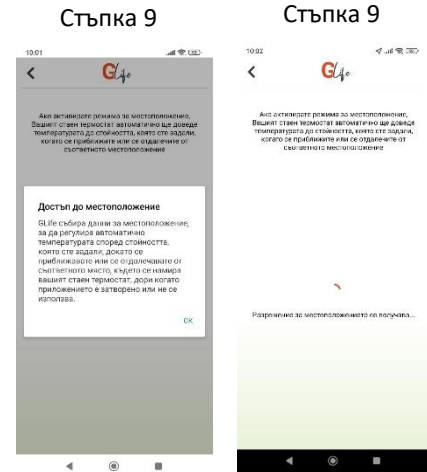 Стъпка 9
10:01
GLife
Ако активирате режима за местоположение,
Вашият стаен термостат автоматично ще доведе
температурата до стойността, която сте задали,
когато се приближите или се отдалечите от
съответното местоположение
Достъп до местоположение
GLife събира данни за местоположение,
за да регулира автоматично
температурата според стойността,
която сте задали, докато се
приближавате или се отдалечавате от
съответното място, където се намира
вашият стаен термостат, дори когато
приложението е затворено или не се
използва.
OK
Стъпка 9
10:02
GLife
Ако активирате режима за местоположение,
Вашият стаен термостат автоматично ще доведе
температурата до стойността, която сте задали,
когато се приближите или се отдалечите от
съответното местоположение
Разрешение за местоположението се получава...